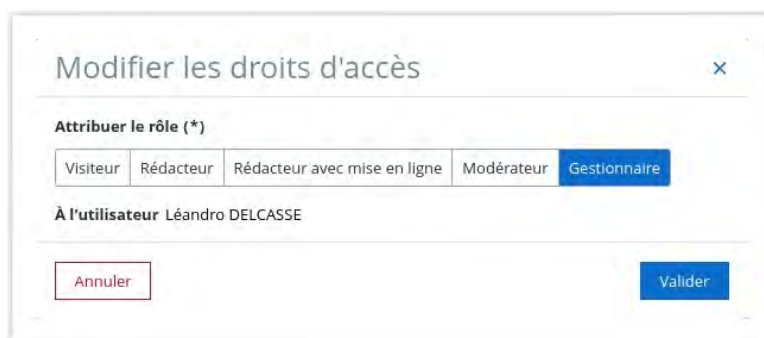 Modifier les droits d'accès ×
Attribuer le rôle (*)
Visiteur Rédacteur Rédacteur avec mise en ligne Modérateur Gestionnaire
À l'utilisateur Léandro DELCASSE
Annuler Valider